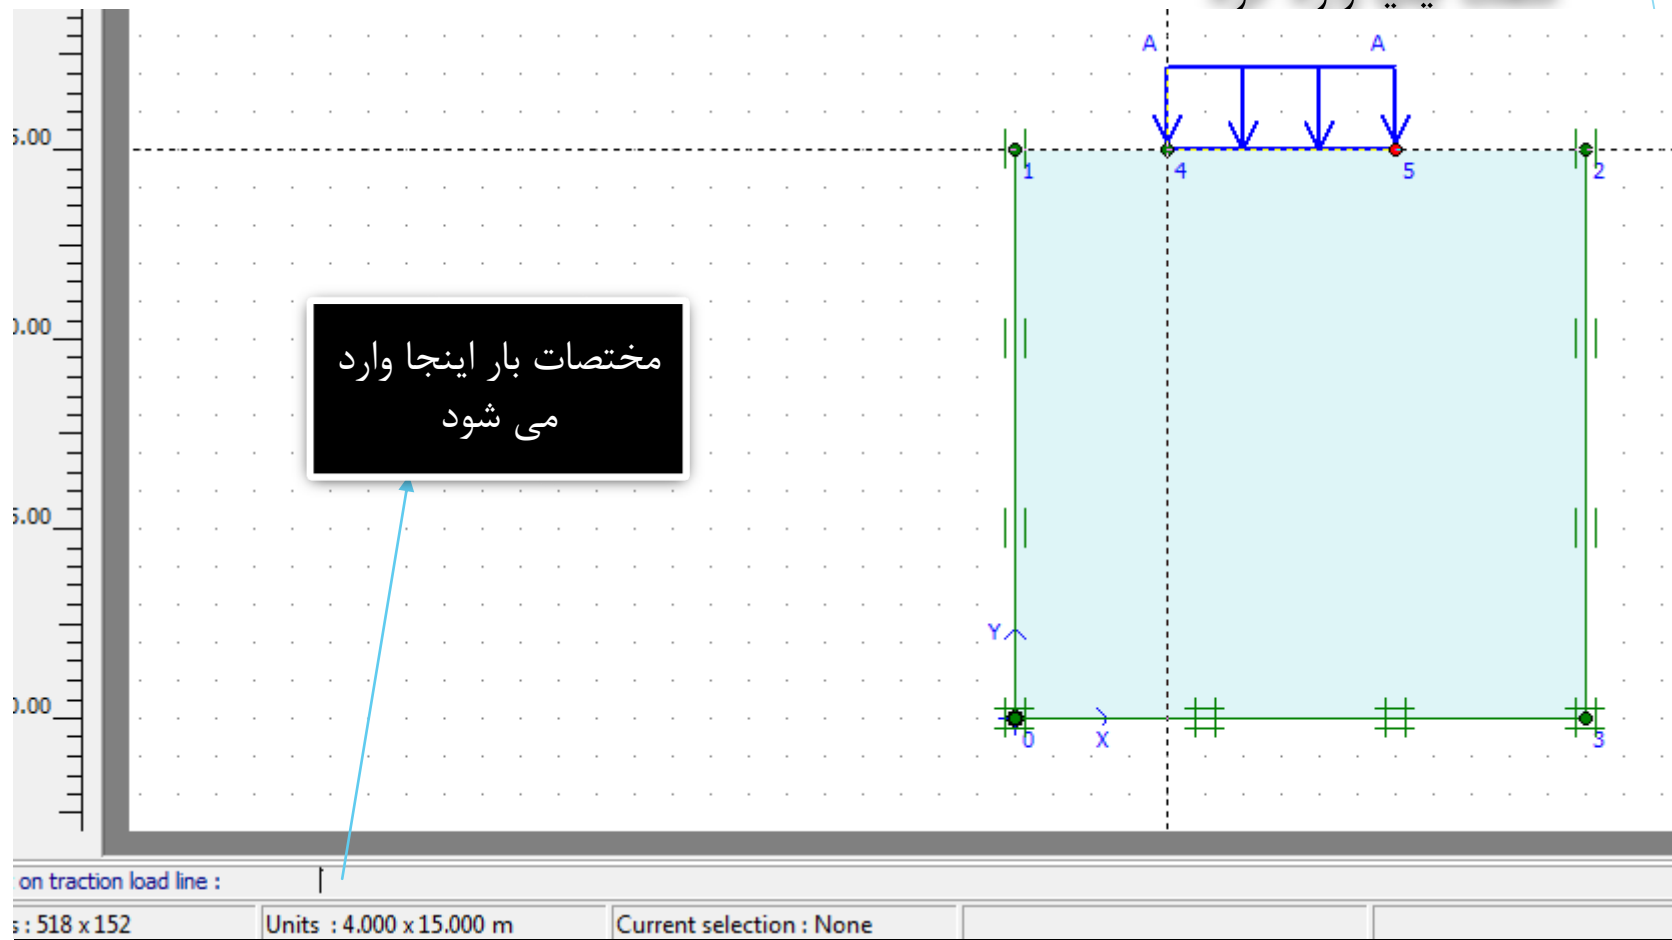 A A
5.00
1 4 5 2
0.00
مختصات بار اینجا وارد
می شود
5.00
Y
0.00
0 X 3
on traction load line :
s : 518 x 152 Units : 4.000 x 15.000 m Current selection : None